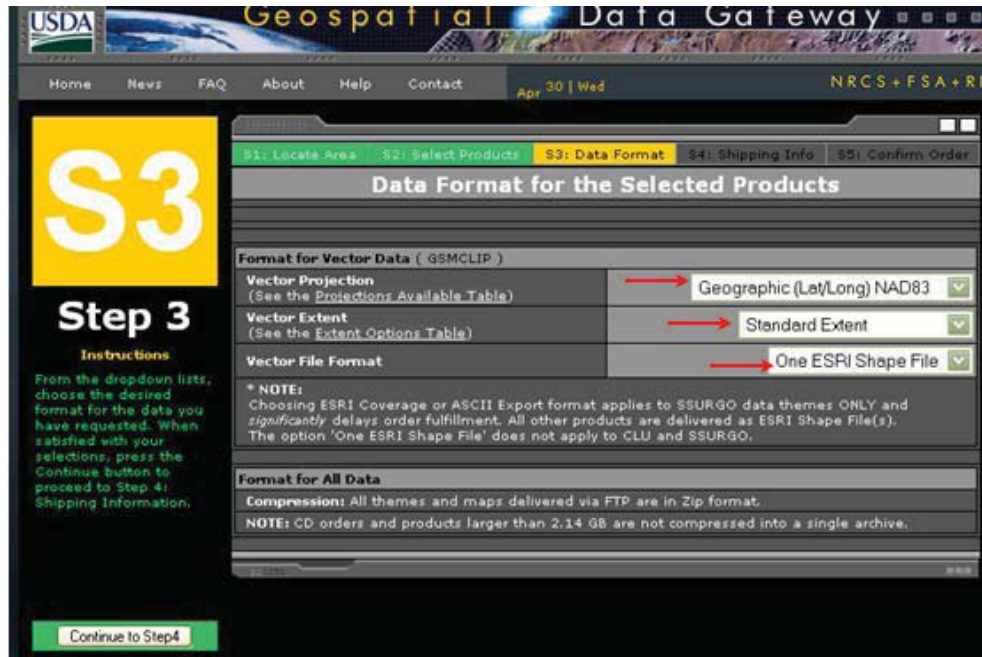 USDA
Geospatial Data Gateway
Home News FAQ About Help Contact
Apr 30 | Wed
NRCS+FSA+R
S1: Locate Area S2: Select Products S3: Data Format S4: Shipping Info S5: Confirm Order
S3
Step 3
Instructions
From the dropdown lists,
choose the desired
format for the data you
have requested. When
satisfied with your
selections, press the
Continue button to
proceed to Step 4:
Shipping Information.
Continue to Step4
Data Format for the Selected Products
Format for Vector Data ( GSMCLIP )
Vector Projection
(See the Projections Available Table)
Geographic (Lat/Long) NAD83
Vector Extent
(See the Extent Options Table)
Standard Extent
Vector File Format
One ESRI Shape File
* NOTE:
Choosing ESRI Coverage or ASCII Export format applies to SSURGO data themes ONLY and
significantly delays order fulfillment. All other products are delivered as ESRI Shape File(s).
The option 'One ESRI Shape File' does not apply to CLU and SSURGO.
Format for All Data
Compression: All themes and maps delivered via FTP are in Zip format.
NOTE: CD orders and products larger than 2.14 GB are not compressed into a single archive.